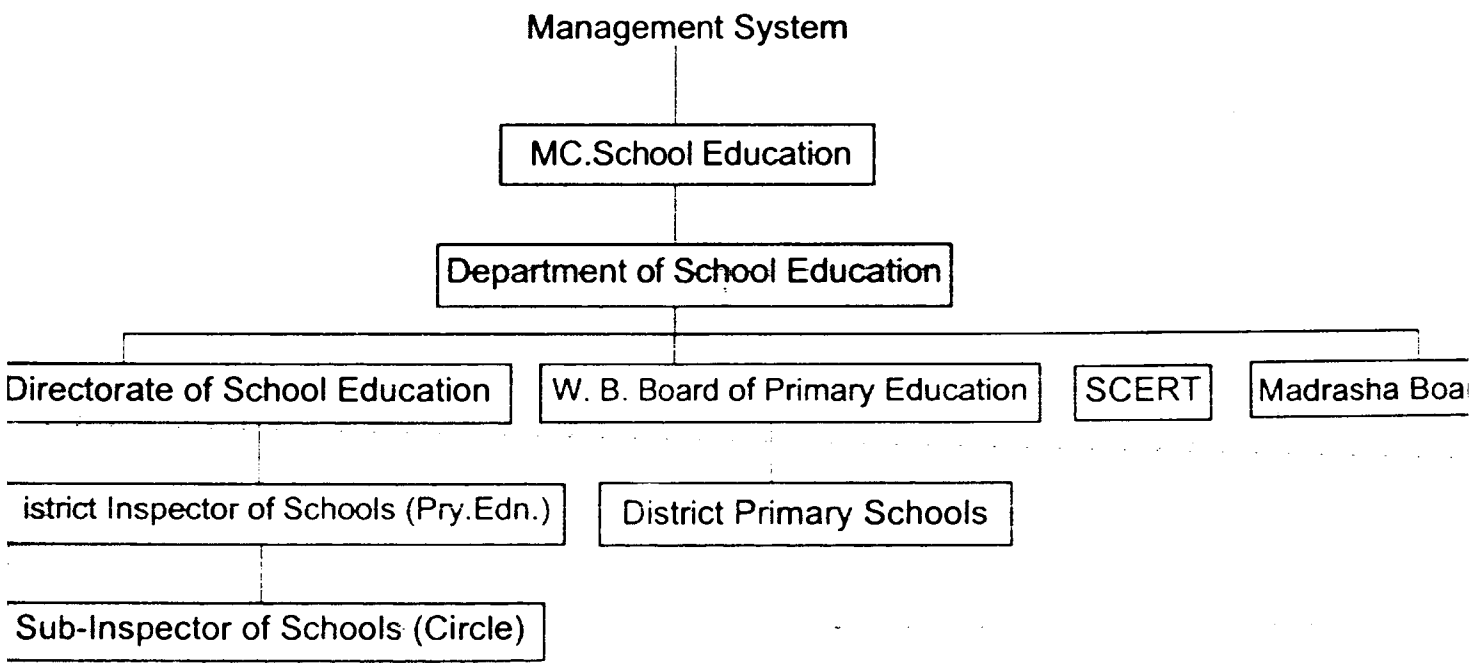 Management System
MC.School Education
Department of School Education
Directorate of School Education
W. B. Board of Primary Education
SCERT
Madrasha Boa
istrict Inspector of Schools (Pry.Edn.)
District Primary Schools
Sub-Inspector of Schools (Circle)